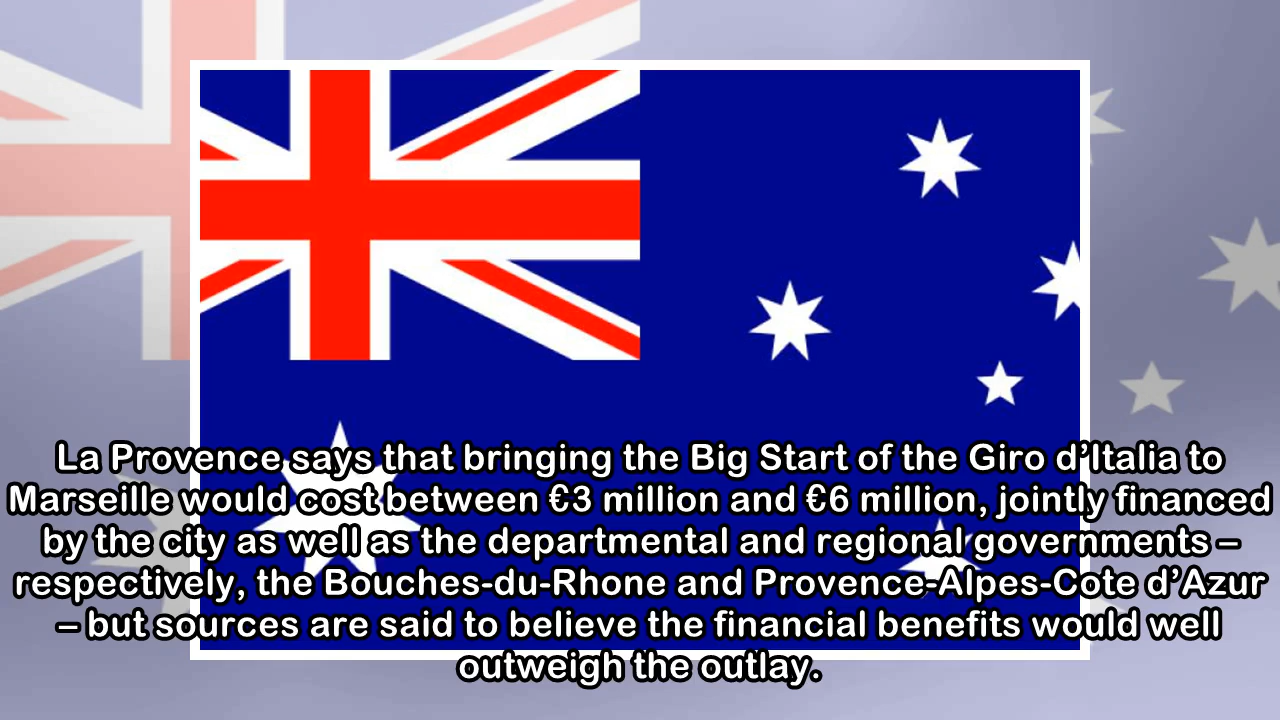 La Provence says that bringing the Big Start of the Giro d’Italia to
Marseille would cost between €3 million and €6 million, jointly financed
by the city as well as the departmental and regional governments –
respectively, the Bouches-du-Rhone and Provence-Alpes-Cote d’Azur
– but sources are said to believe the financial benefits would well
outweigh the outlay.